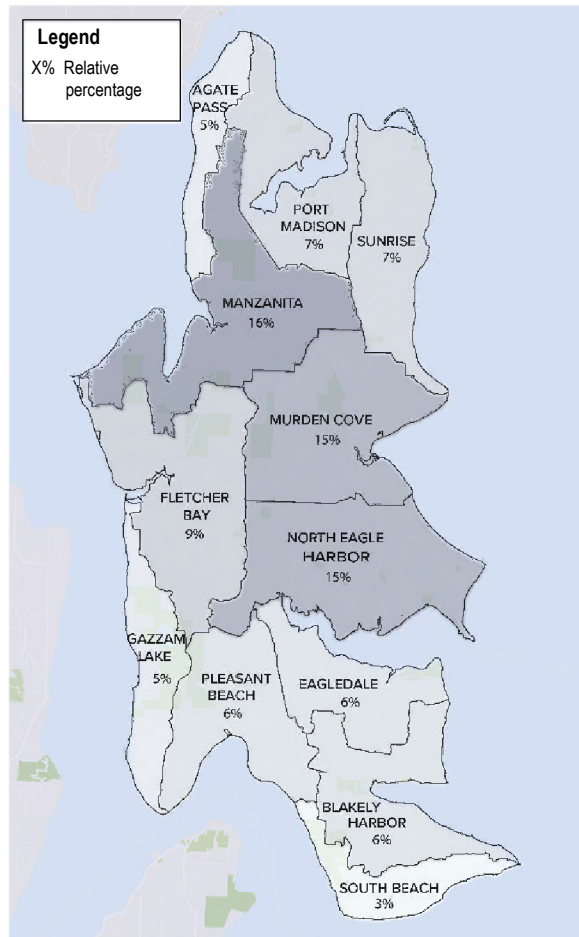 Legend
X% Relative
percentage
AGATE
PASS
5%
PORT
MADISON
7%
SUNRISE
7%
MANZANITA
16%
MURDEN COVE
15%
FLETCHER
BAY
9%
NORTH EAGLE
HARBOR
15%
GAZZAM
LAKE
5%
PLEASANT
BEACH
6%
EAGLEDALE
6%
BLAKELY
HARBOR
6%
SOUTH BEACH
3%